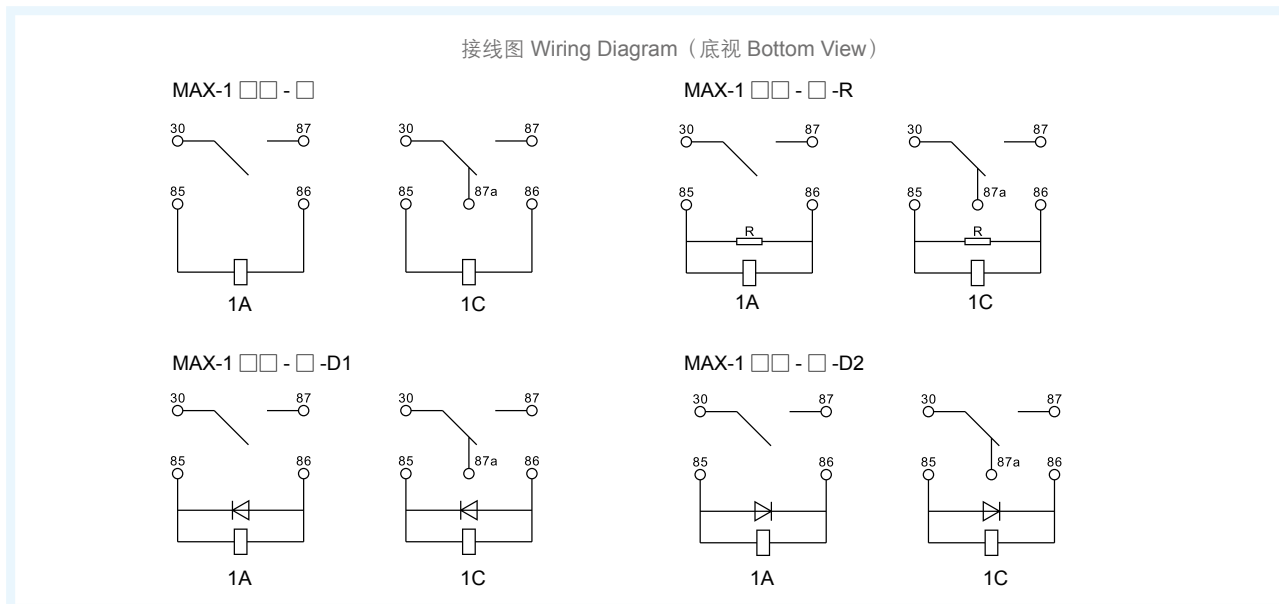 接线图 Wiring Diagram（底视 Bottom View）
MAX-1 □□ - □
MAX-1 □□ - □ -R
30 87 30 87 30 87 30 87
85 86 85 87a 86 85 86 85 87a 86
R R
1A 1C 1A 1C
MAX-1 □□ - □ -D1
MAX-1 □□ - □ -D2
30 87 30 87 30 87 30 87
85 86 85 87a 86 85 86 85 87a 86
1A 1C 1A 1C